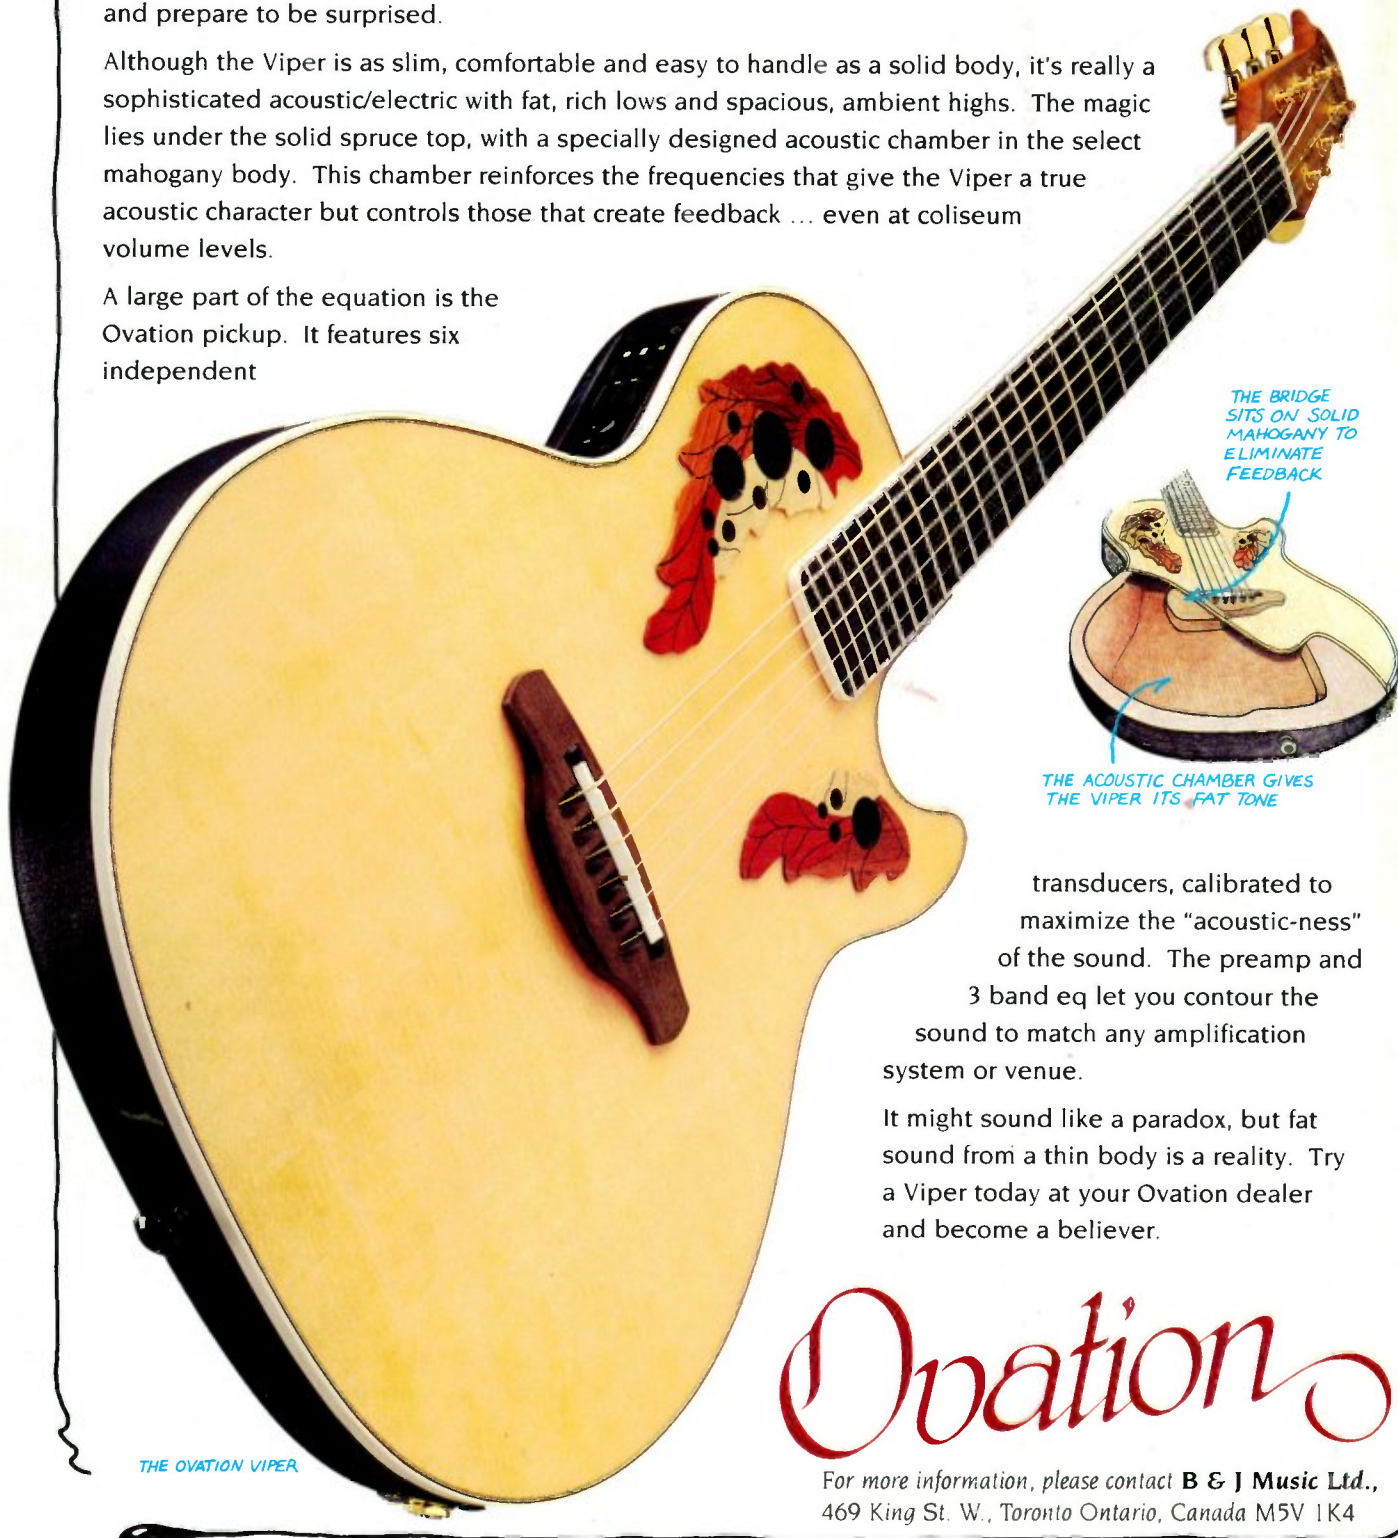 and prepare to be surprised.
Although the Viper is as slim, comfortable and easy to handle as a solid body, it's really a
sophisticated acoustic/electric with fat, rich lows and spacious, ambient highs. The magic
lies under the solid spruce top, with a specially designed acoustic chamber in the select
mahogany body. This chamber reinforces the frequencies that give the Viper a true
acoustic character but controls those that create feedback ... even at coliseum
volume levels.
A large part of the equation is the
Ovation pickup. It features six
independent
THE BRIDGE
SITS ON SOLID
MAHOGANY TO
ELIMINATE
FEEDBACK
THE ACOUSTIC CHAMBER GIVES
THE VIPER ITS FAT TONE
transducers, calibrated to
maximize the "acoustic-ness"
of the sound. The preamp and
3 band eq let you contour the
sound to match any amplification
system or venue.
It might sound like a paradox, but fat
sound from a thin body is a reality. Try
a Viper today at your Ovation dealer
and become a believer.
Ovation
THE OVATION VIPER
For more information, please contact B & J Music Ltd.,
469 King St. W., Toronto Ontario, Canada M5V 1K4